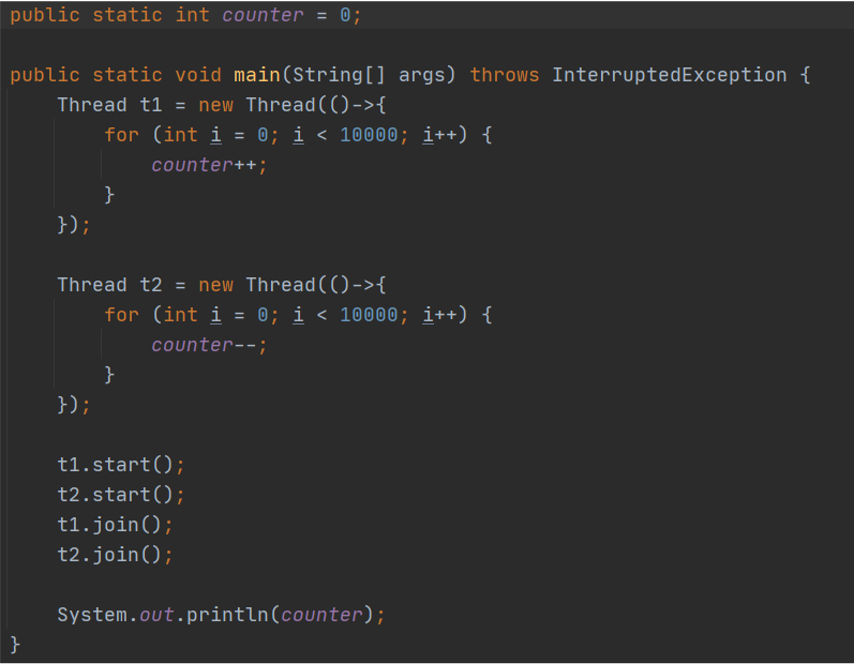 public static int counter = 0;
public static void main(String[] args) throws InterruptedException {
Thread t1 = new Thread(()->{
for (int i = 0; i < 10000; i++) {
counter++;
}
});
Thread t2 = new Thread(()->{
for (int i = 0; i < 10000; i++) {
counter--;
}
});
t1.start();
t2.start();
t1.join();
t2.join();
System.out.println(counter);
}